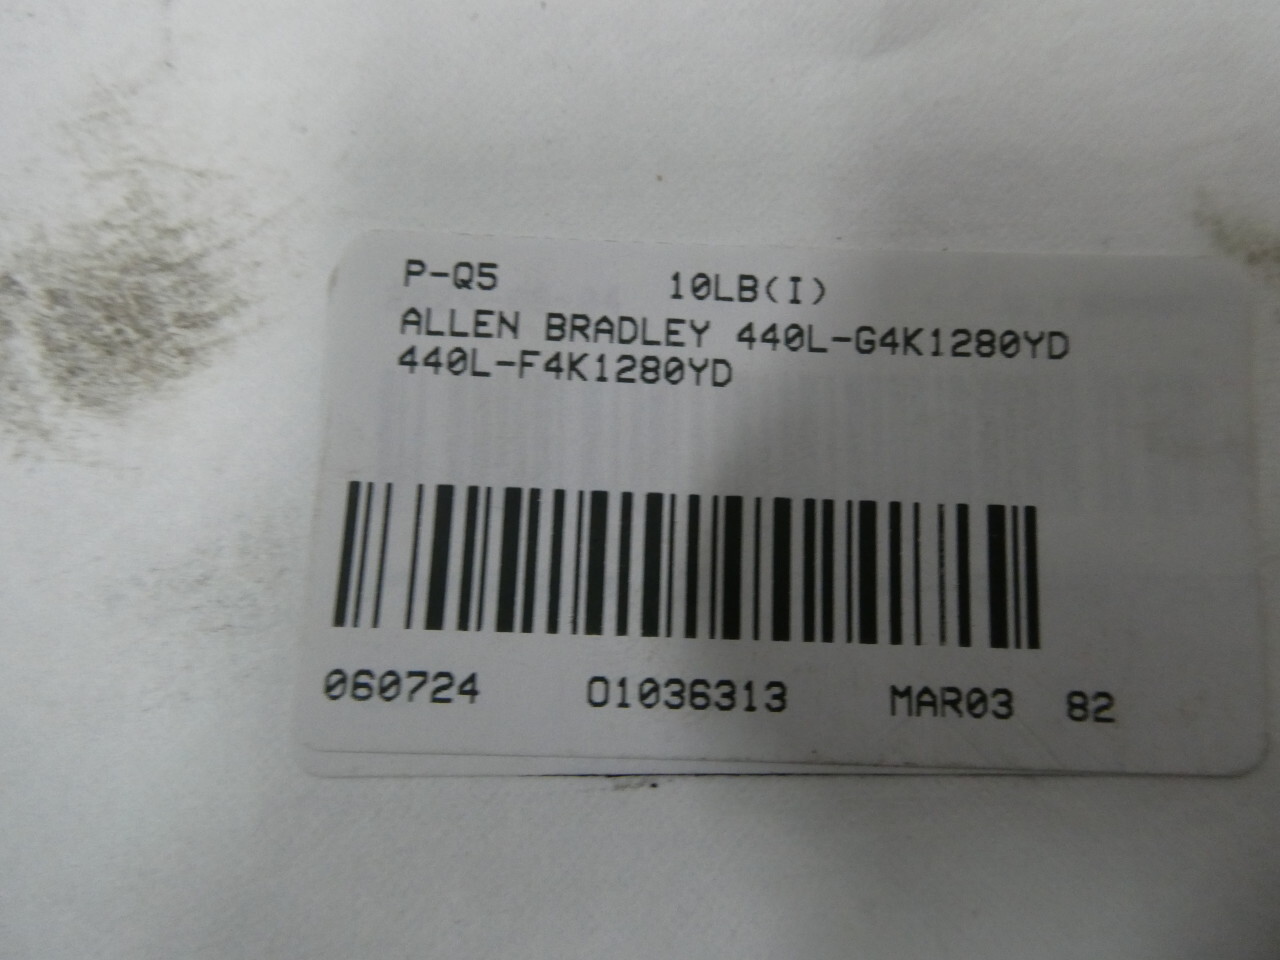 P-Q5 10LB(I)
ALLEN BRADLEY 440L-G4K1280YD
440L-F4K1280YD
060724 01036313 MAR03 82